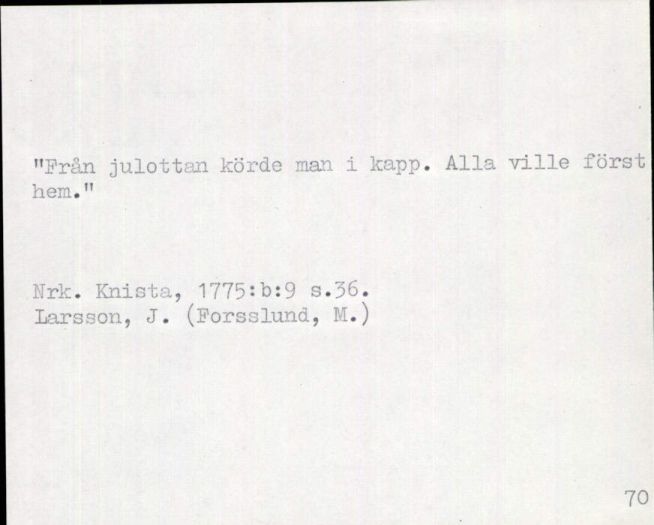 "Från julottan körde man i kapp. Alla ville först
hem."
Nrk. Knista, 1775:b:9 s.36.
Larsson, J. (Forsslund, M.)
70